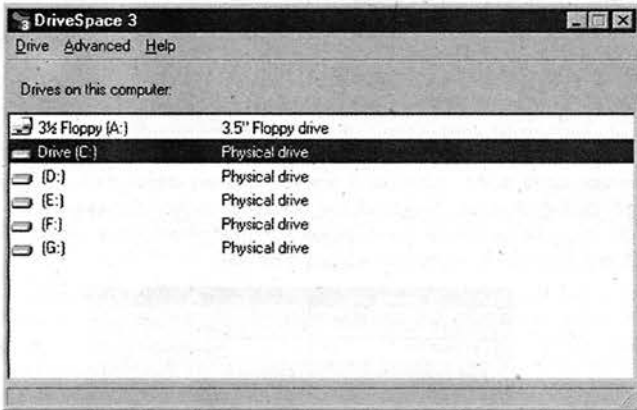 DriveSpace 3
Drive Advanced Help
Drives on this computer:
3½ Floppy (A:) 3.5" Floppy drive
Drive (C:) Physical drive
(D:) Physical drive
(E:) Physical drive
(F:) Physical drive
(G:) Physical drive